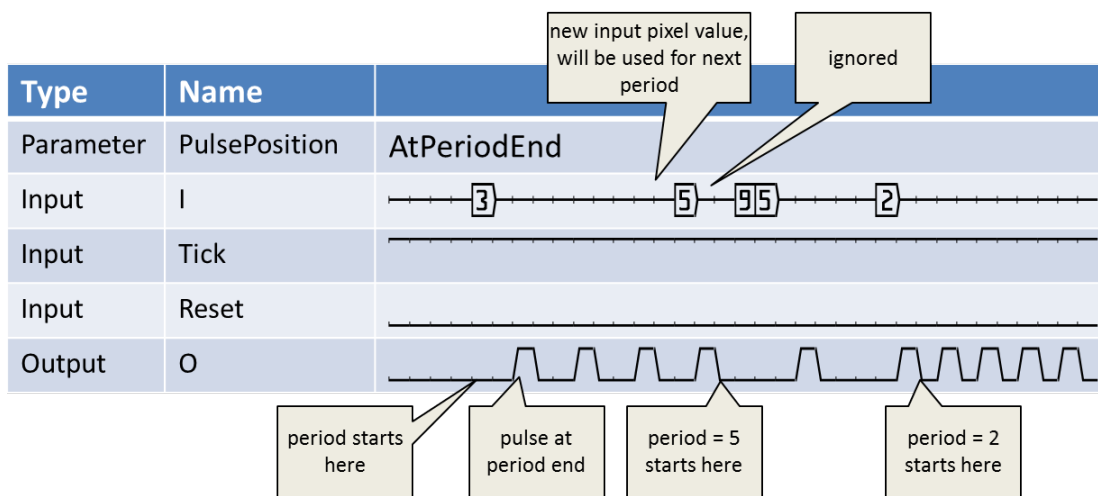 new input pixel value,
will be used for next
period
ignored
Type Name
Parameter PulsePosition AtPeriodEnd
Input I 3 5 9 5 2
Input Tick
Input Reset
Output O
period starts
here
pulse at
period end
period = 5
starts here
period = 2
starts here